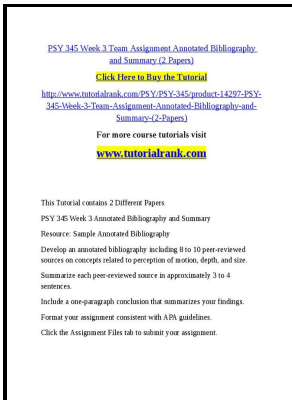 PSY 345 Week 3 Team Assignment Annotated Bibliography
and Summary (2 Papers)
Click Here to Buy the Tutorial
http://www.tutorialrank.com/PSY/PSY-345/product-14297-PSY-
345-Week-3-Team-Assignment-Annotated-Bibliography-and-
Summary-(2-Papers)
For more course tutorials visit
www.tutorialrank.com
This Tutorial contains 2 Different Papers
PSY 345 Week 3 Annotated Bibliography and Summary
Resource: Sample Annotated Bibliography
Develop an annotated bibliography including 8 to 10 peer-reviewed
sources on concepts related to perception of motion, depth, and size.
Summarize each peer-reviewed source in approximately 3 to 4
sentences.
Include a one-paragraph conclusion that summarizes your findings.
Format your assignment consistent with APA guidelines.
Click the Assignment Files tab to submit your assignment.